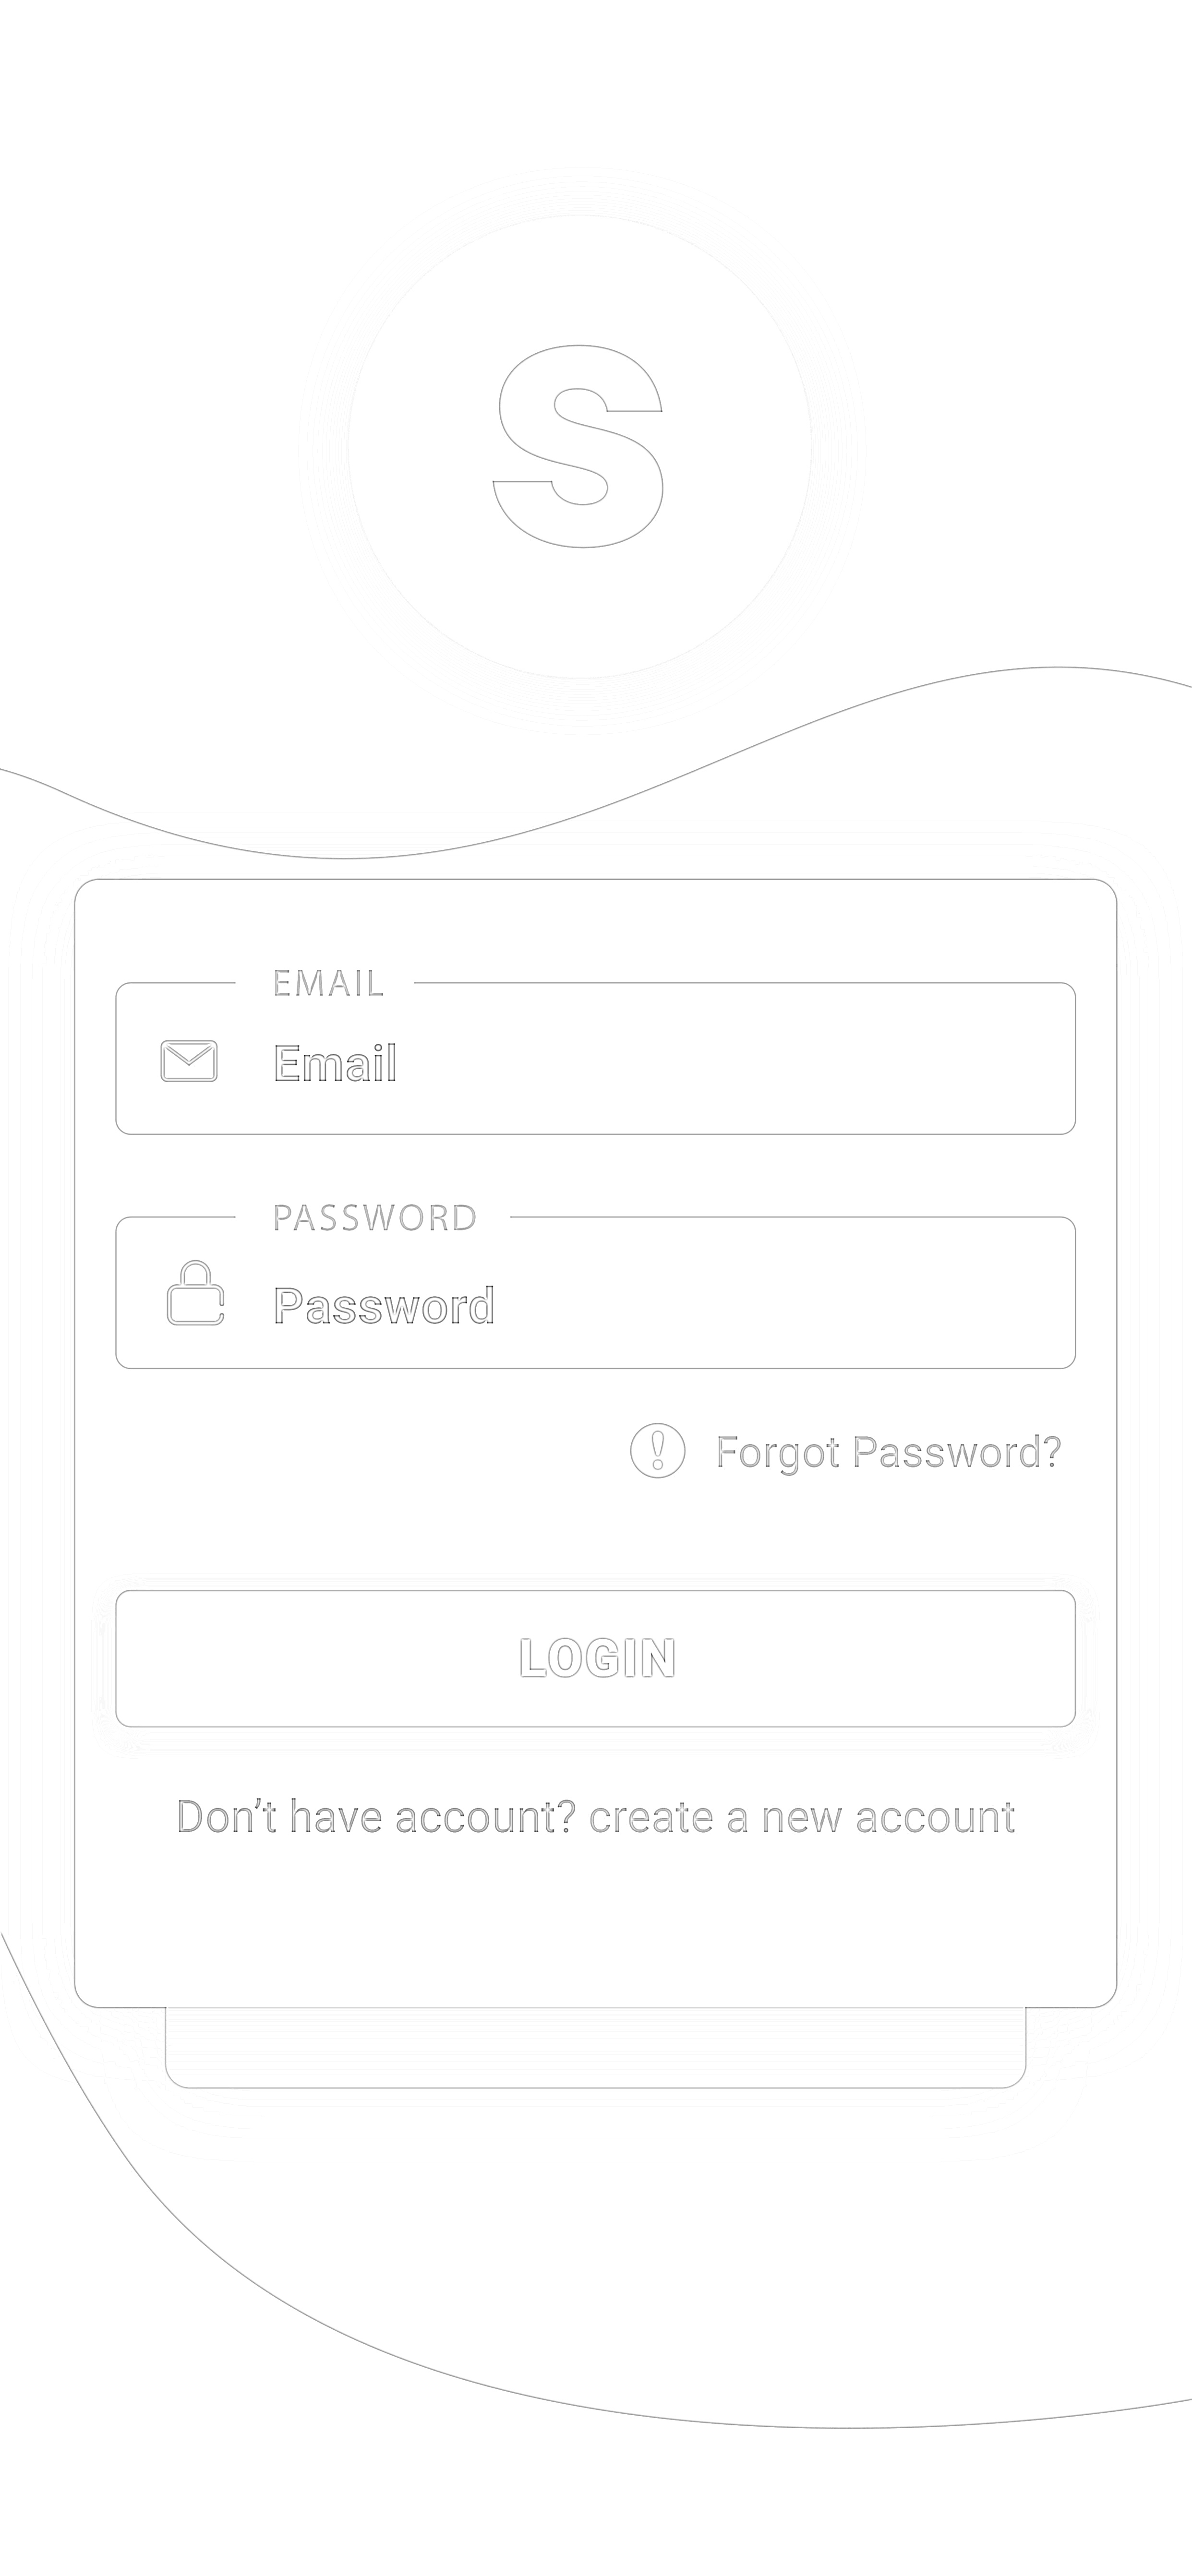 S
EMAIL
Email
PASSWORD
Password
Forgot Password?
LOGIN
Don’t have account? create a new account